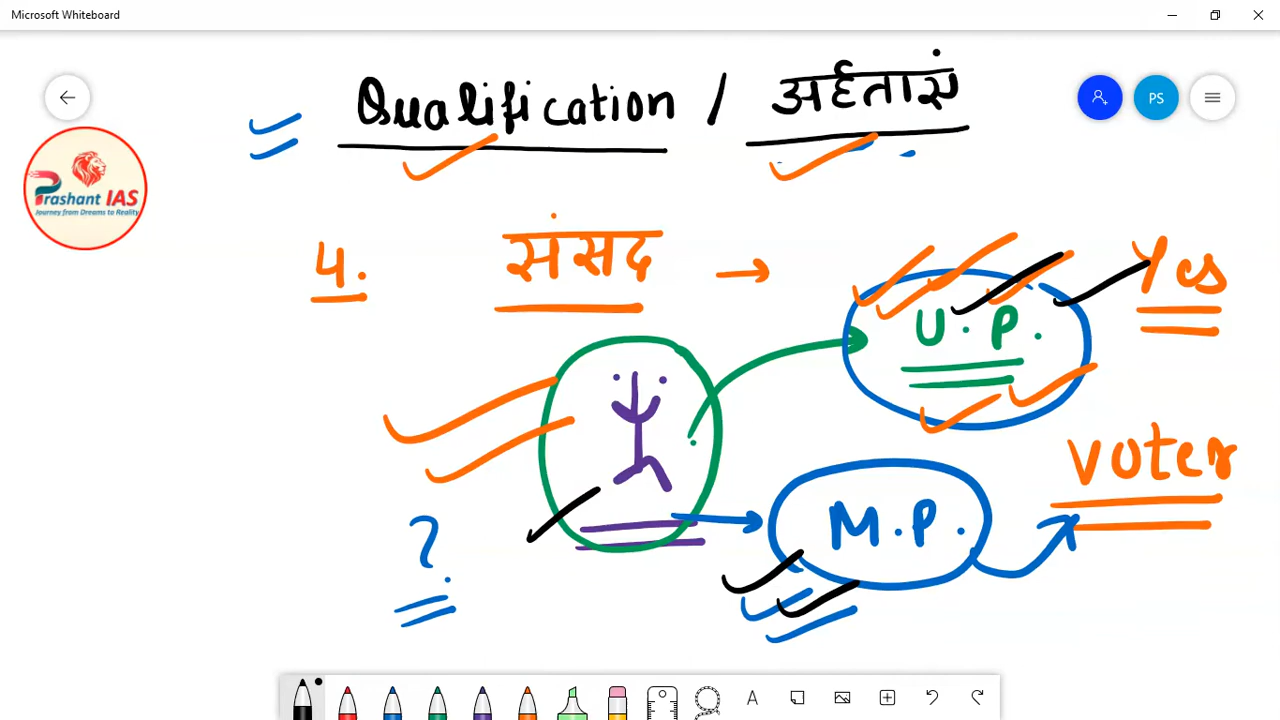 Microsoft Whiteboard
Qualification / अर्हताएं
PS
Prashant IAS
Journey from Dreams to Reality
4. संसद → U.P. Yes
voter
? M.P.
A